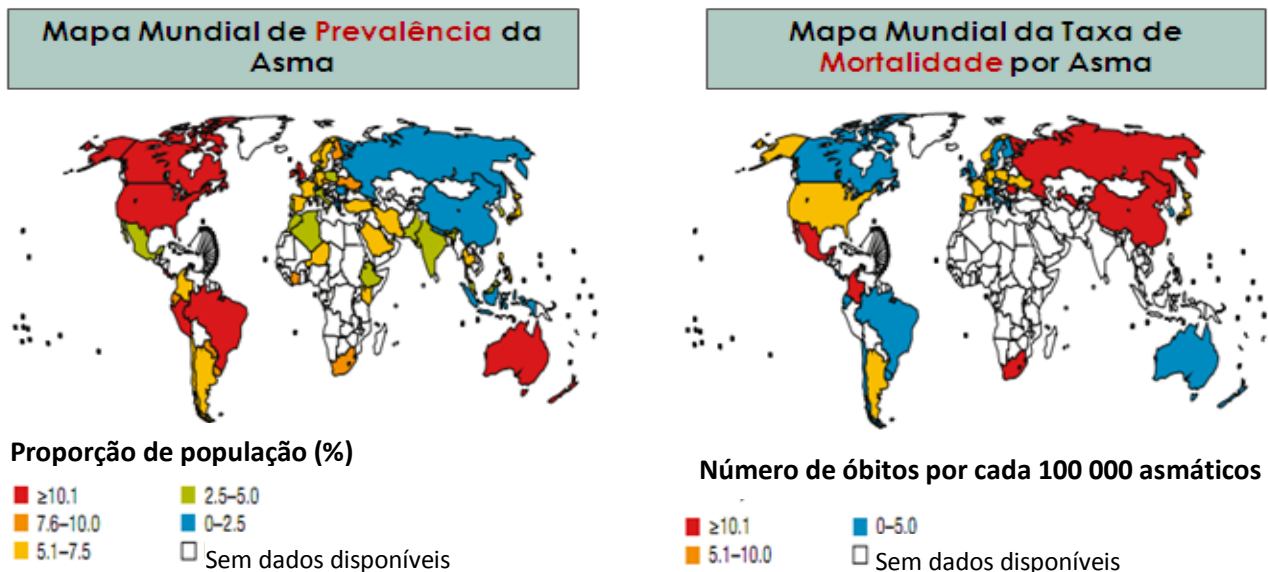 Mapa Mundial de Prevalência da
Asma
Proporção de população (%)
≥10.1
7.6–10.0
5.1–7.5
2.5–5.0
0–2.5
Sem dados disponíveis
Mapa Mundial da Taxa de
Mortalidade por Asma
Número de óbitos por cada 100 000 asmáticos
≥10.1
5.1–10.0
0–5.0
Sem dados disponíveis